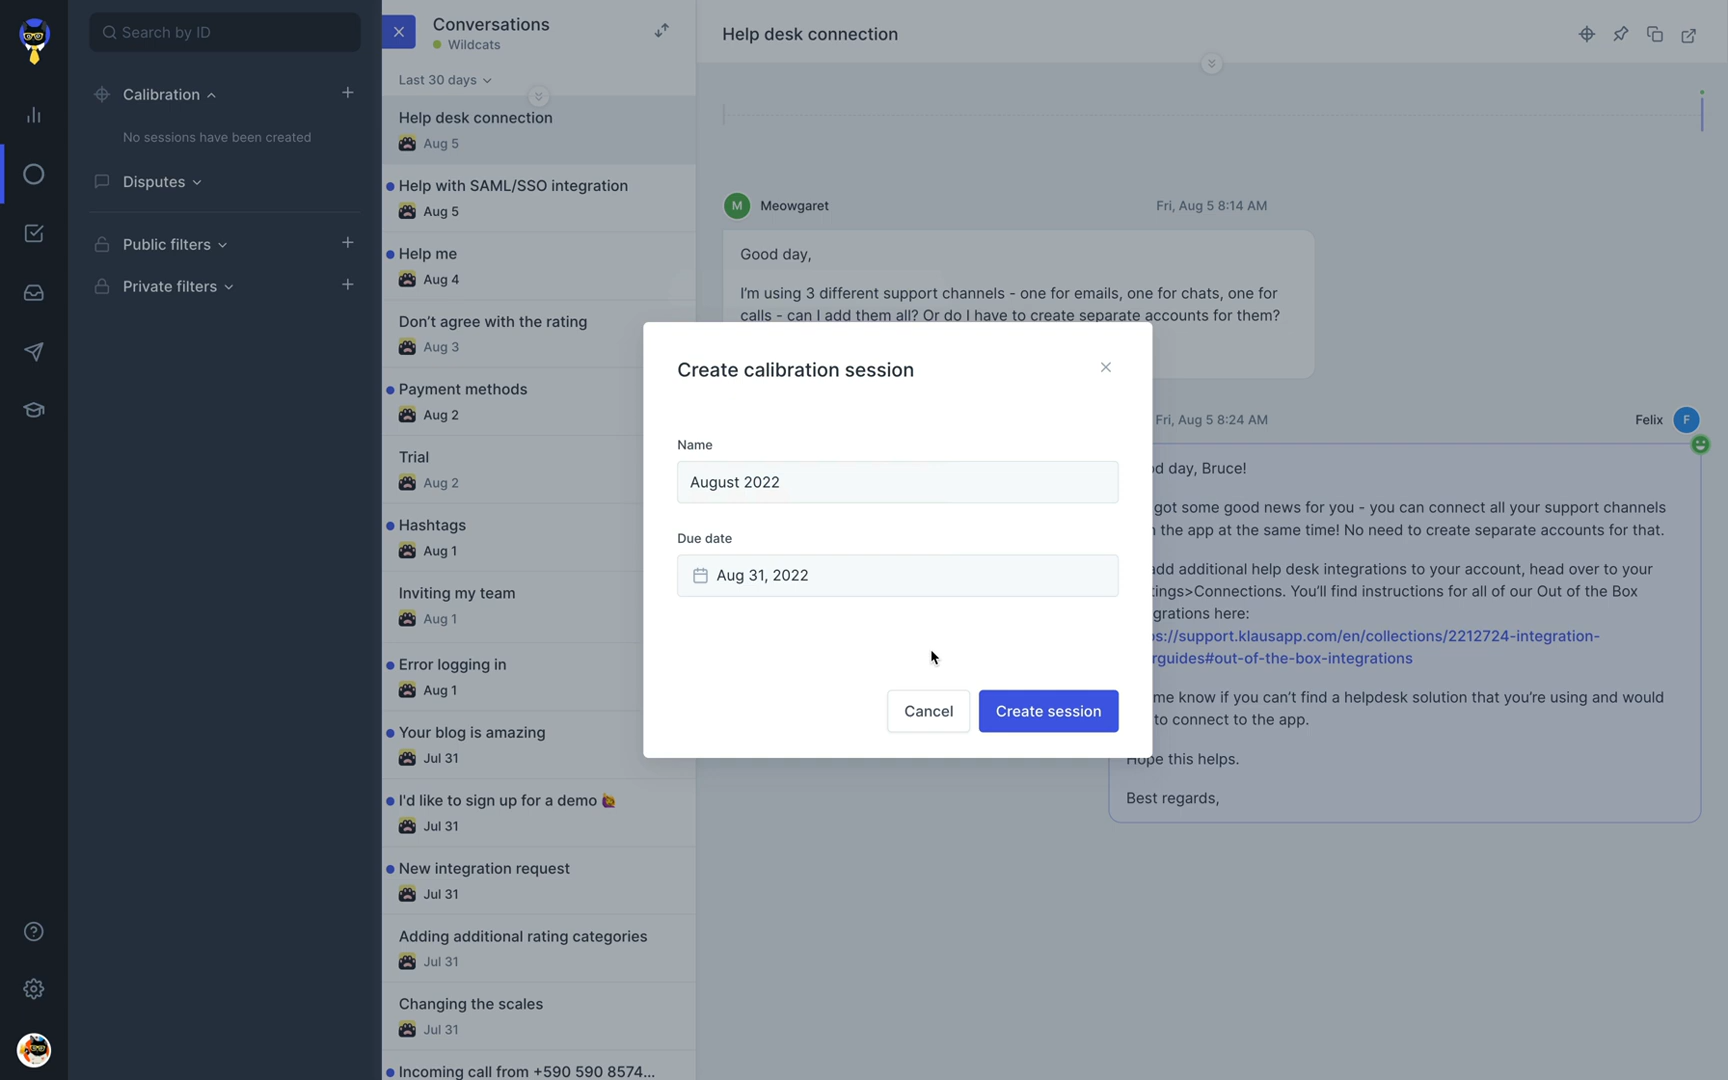 Search by ID
Calibration
No sessions have been created
Disputes
Public filters
Private filters
Conversations
Wildcats
Last 30 days
Help desk connection
Aug 5
Help with SAML/SSO integration
Aug 5
Help me
Aug 4
Don't agree with the rating
Aug 3
Payment methods
Aug 2
Trial
Aug 2
Hashtags
Aug 1
Inviting my team
Aug 1
Error logging in
Aug 1
Your blog is amazing
Jul 31
I'd like to sign up for a demo 🙋
Jul 31
New integration request
Jul 31
Adding additional rating categories
Jul 31
Changing the scales
Jul 31
Incoming call from +590 590 8574...
Help desk connection
M
Meowgaret
Fri, Aug 5 8:14 AM
Good day,
I'm using 3 different support channels - one for emails, one for chats, one for
calls - can I add them all? Or do I have to create separate accounts for them?
Create calibration session
Name
August 2022
Due date
Aug 31, 2022
Cancel
Create session
Fri, Aug 5 8:24 AM
Felix
F
day, Bruce!
got some good news for you - you can connect all your support channels
the app at the same time! No need to create separate accounts for that.
add additional help desk integrations to your account, head over to your
tings>Connections. You'll find instructions for all of our Out of the Box
grations here:
s://support.klausapp.com/en/collections/2212724-integration-
rguides#out-of-the-box-integrations
me know if you can't find a helpdesk solution that you're using and would
to connect to the app.
Hope this helps.
Best regards,